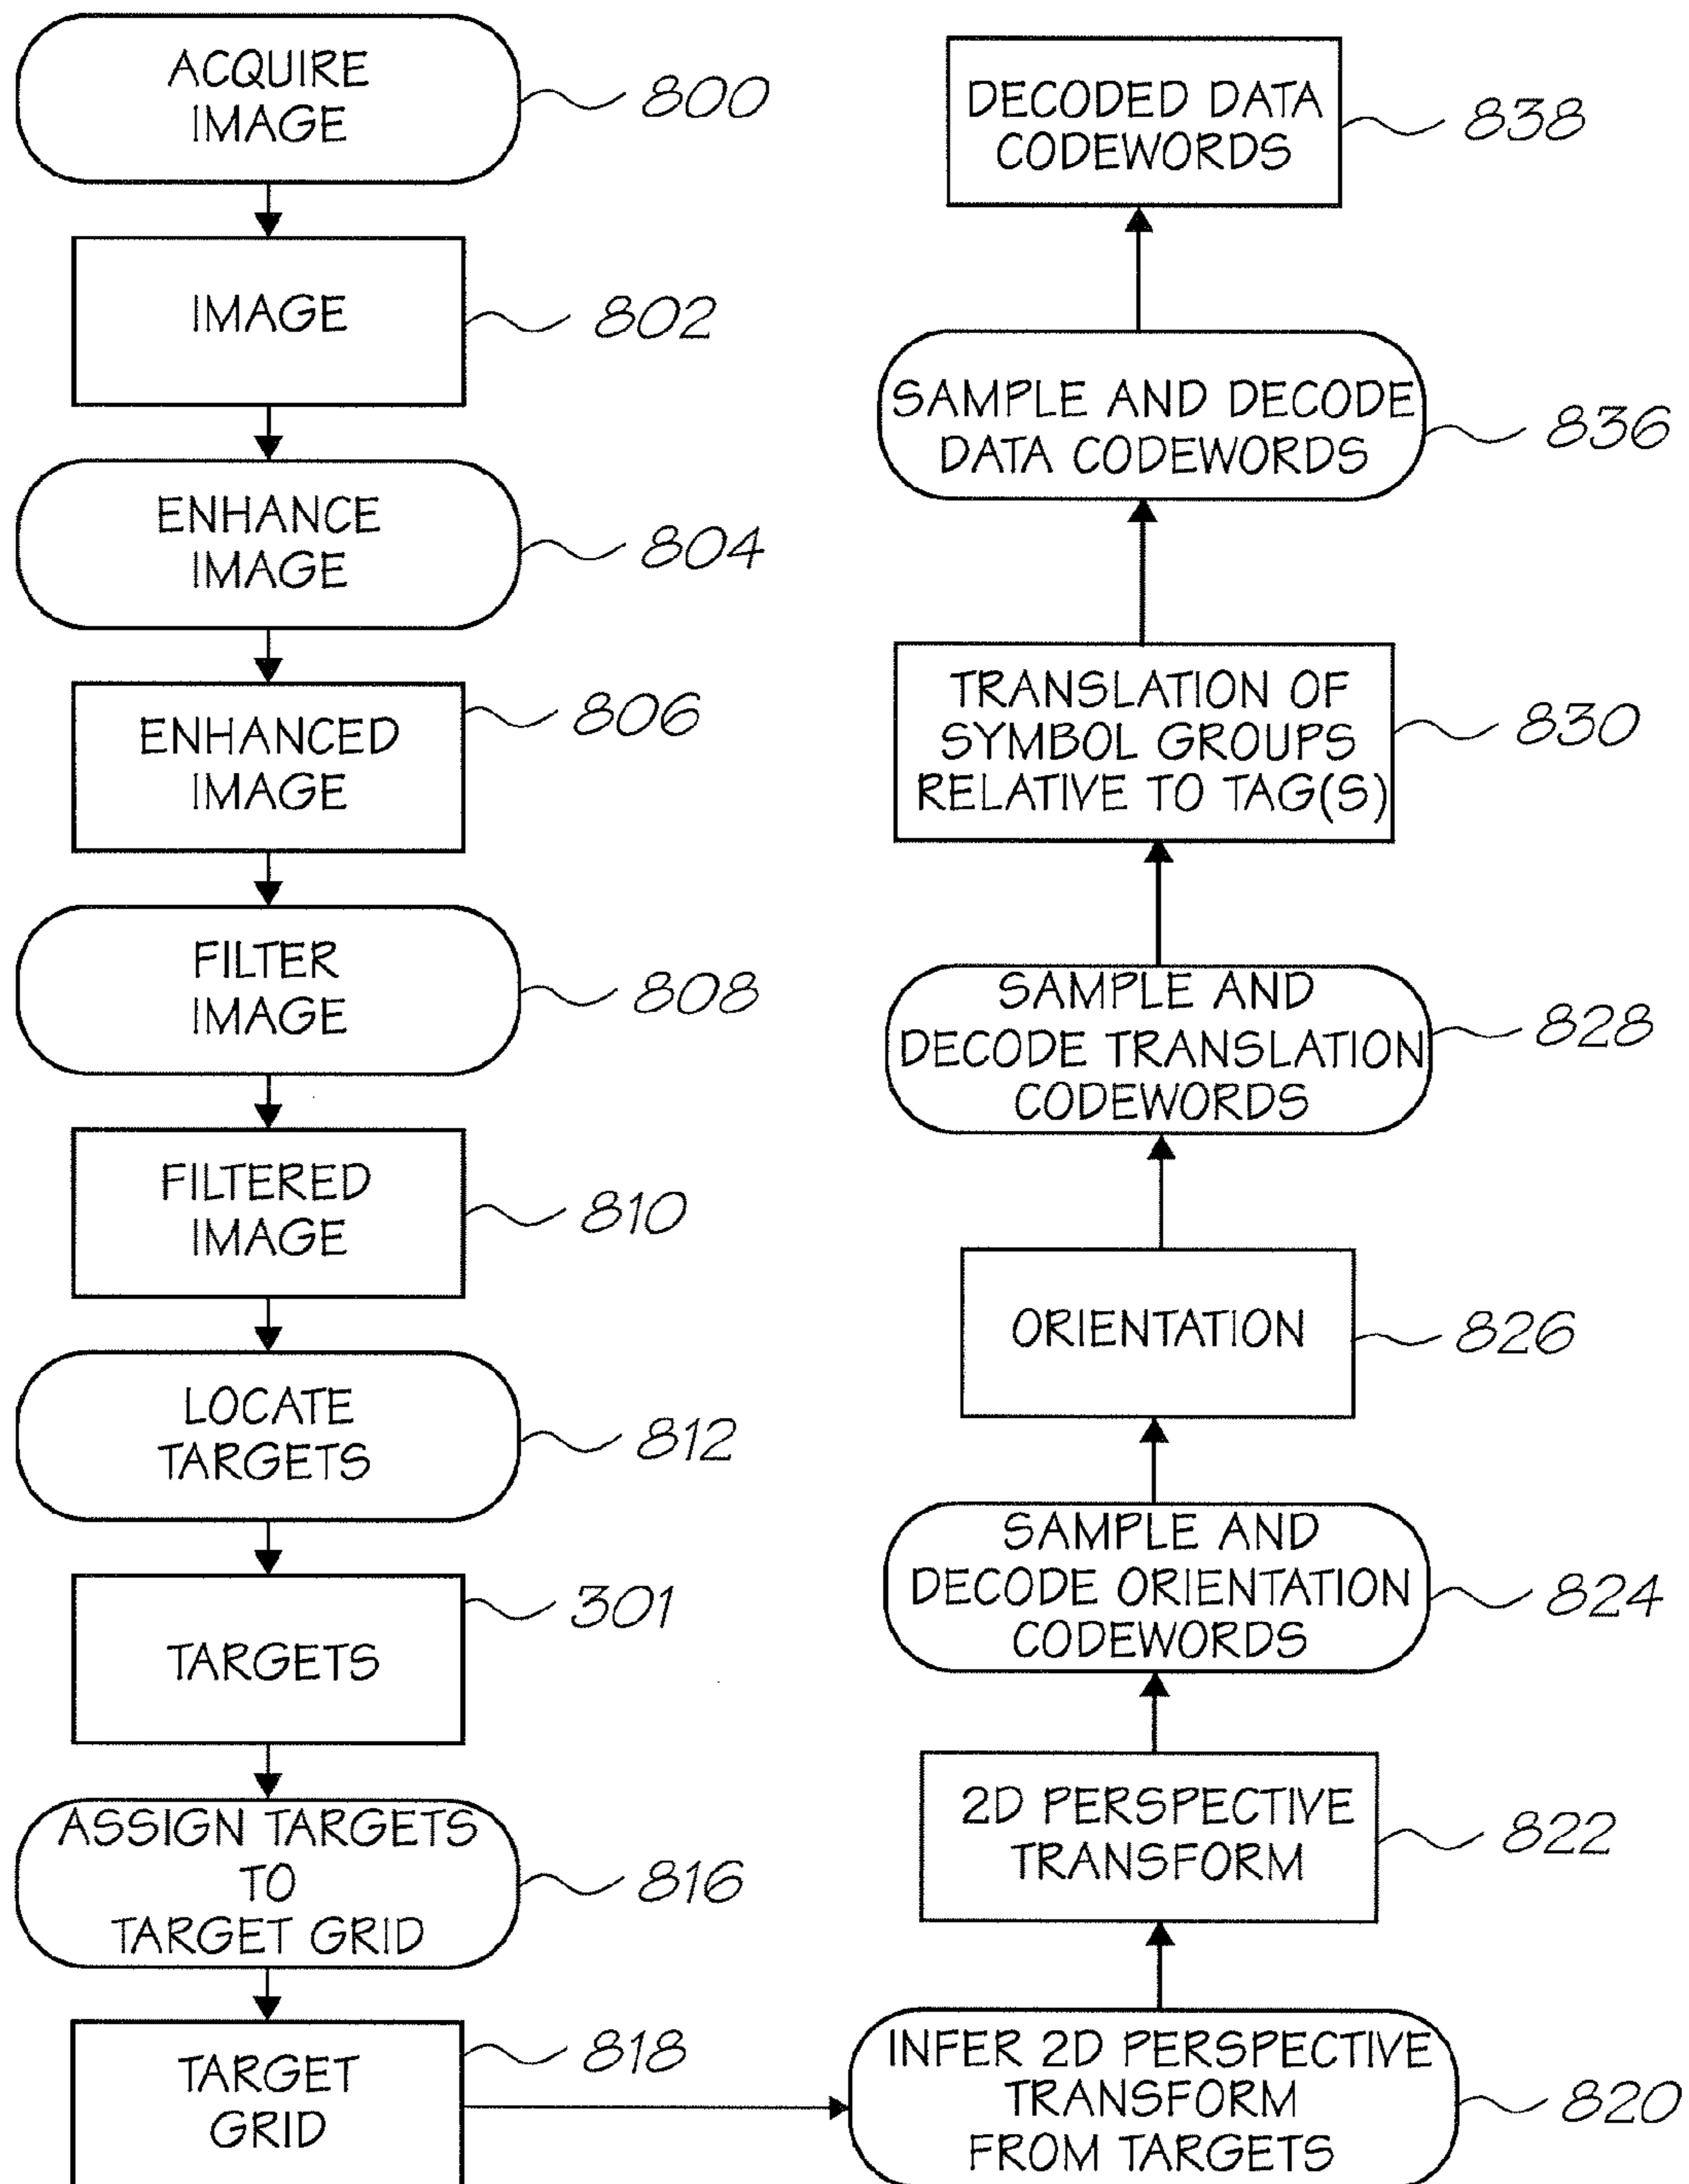 ACQUIRE
IMAGE
800
IMAGE
802
ENHANCE
IMAGE
804
ENHANCED
IMAGE
806
FILTER
IMAGE
808
FILTERED
IMAGE
810
LOCATE
TARGETS
812
TARGETS
301
ASSIGN TARGETS
TO
TARGET GRID
816
TARGET
GRID
818
INFER 2D PERSPECTIVE
TRANSFORM
FROM TARGETS
820
2D PERSPECTIVE
TRANSFORM
822
SAMPLE AND
DECODE ORIENTATION
CODEWORDS
824
ORIENTATION
826
SAMPLE AND
DECODE TRANSLATION
CODEWORDS
828
TRANSLATION OF
SYMBOL GROUPS
RELATIVE TO TAG(S)
830
SAMPLE AND DECODE
DATA CODEWORDS
836
DECODED DATA
CODEWORDS
838